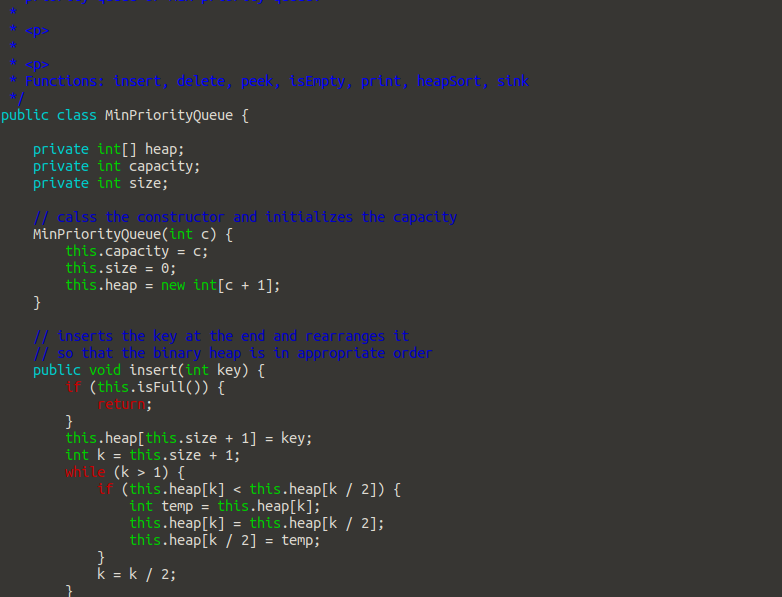 *
 * <p>
 *
 * <p>
 * Functions: insert, delete, peek, isEmpty, print, heapSort, sink
 */
public class MinPriorityQueue {

    private int[] heap;
    private int capacity;
    private int size;

    // calss the constructor and initializes the capacity
    MinPriorityQueue(int c) {
        this.capacity = c;
        this.size = 0;
        this.heap = new int[c + 1];
    }

    // inserts the key at the end and rearranges it
    // so that the binary heap is in appropriate order
    public void insert(int key) {
        if (this.isFull()) {
            return;
        }
        this.heap[this.size + 1] = key;
        int k = this.size + 1;
        while (k > 1) {
            if (this.heap[k] < this.heap[k / 2]) {
                int temp = this.heap[k];
                this.heap[k] = this.heap[k / 2];
                this.heap[k / 2] = temp;
            }
            k = k / 2;
        }